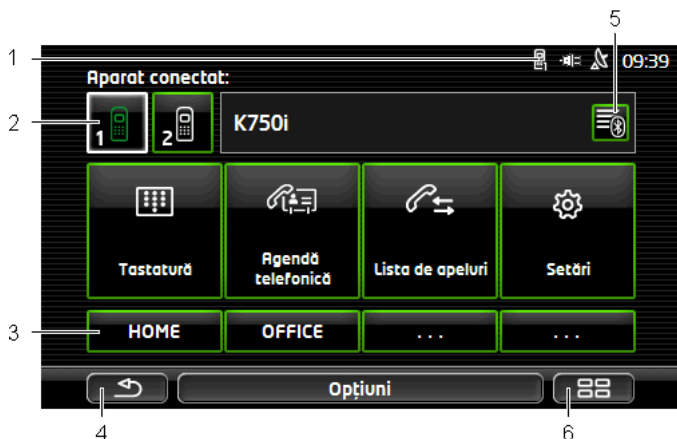 5
1
09:39
Aparat conectat:
2
1
2
K750i
Tastatură
Agendă
telefonică
Lista de apeluri
Setări
3
HOME
OFFICE
...
...
Opțiuni
4
6